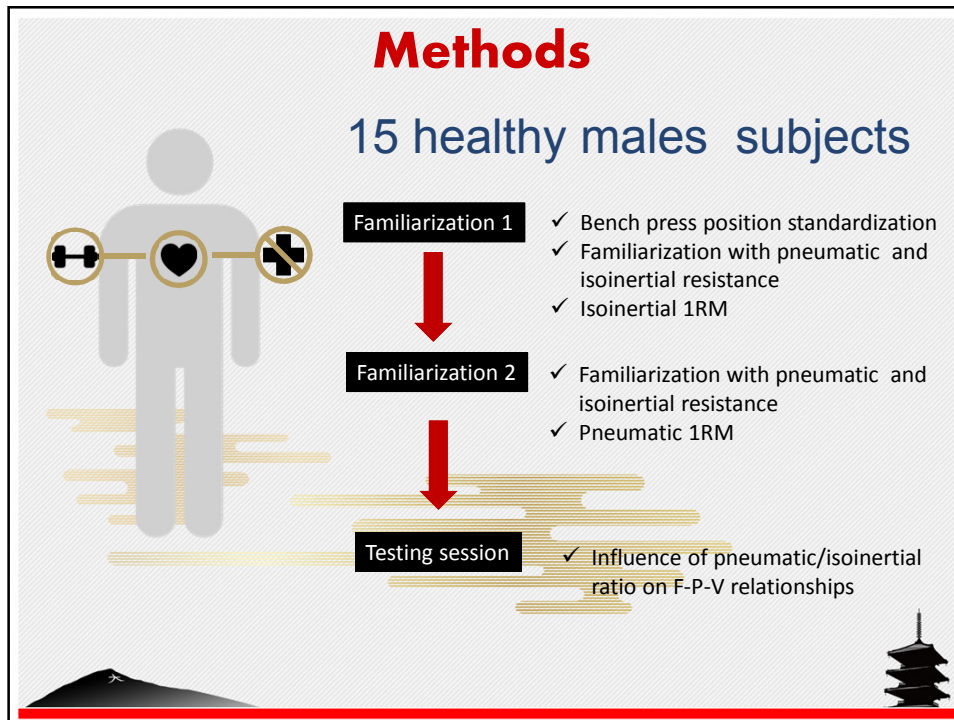 Methods
15 healthy males  subjects
Familiarization 1
✓ Bench press position standardization
✓ Familiarization with pneumatic  and
isoinertial resistance
✓ Isoinertial 1RM
Familiarization 2
✓ Familiarization with pneumatic  and
isoinertial resistance
✓ Pneumatic 1RM
Testing session
✓ Influence of pneumatic/isoinertial
ratio on F-P-V relationships